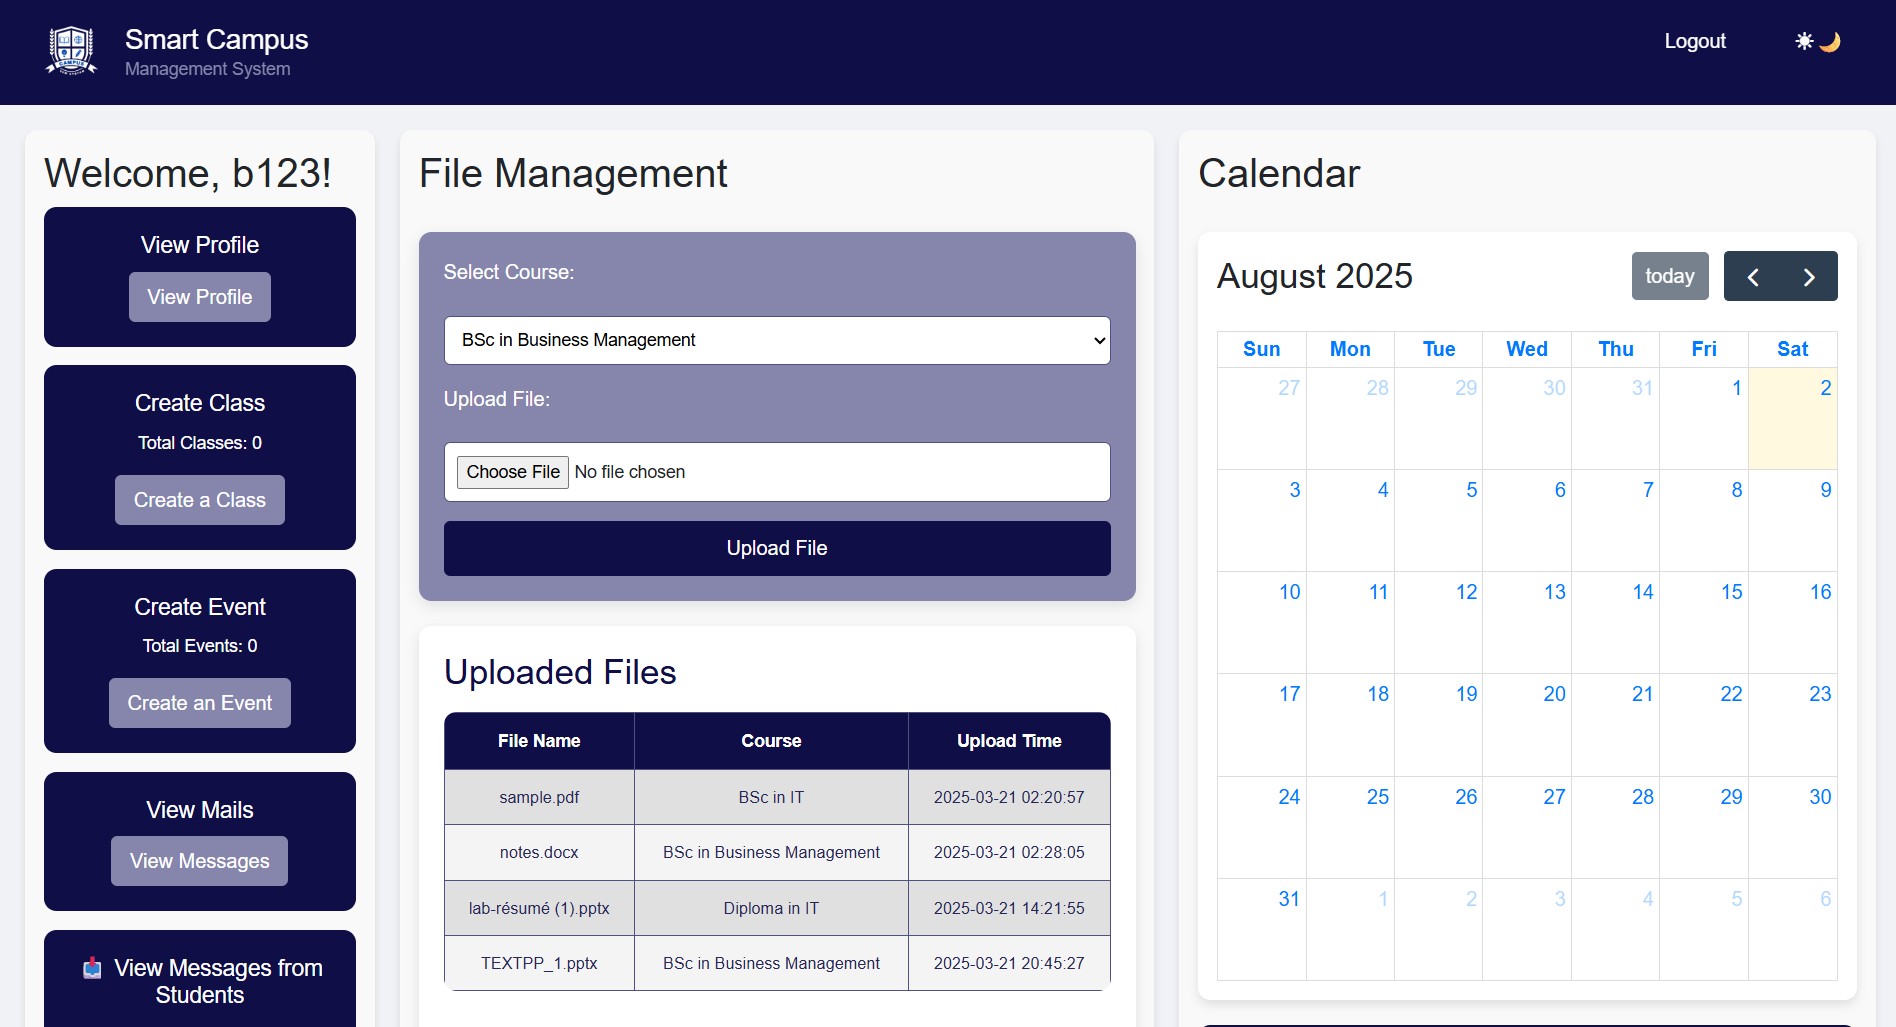 CAMPUS
Smart Campus
Management System
Logout
Welcome, b123!
View Profile
View Profile
Create Class
Total Classes: 0
Create a Class
Create Event
Total Events: 0
Create an Event
View Mails
View Messages
View Messages from
Students
File Management
Select Course:
BSc in Business Management
Upload File:
Choose File No file chosen
Upload File
Uploaded Files
File Name Course Upload Time
sample.pdf BSc in IT 2025-03-21 02:20:57
notes.docx BSc in Business Management 2025-03-21 02:28:05
lab-résumé (1).pptx Diploma in IT 2025-03-21 14:21:55
TEXTPP_1.pptx BSc in Business Management 2025-03-21 20:45:27
Calendar
August 2025 today
Sun Mon Tue Wed Thu Fri Sat
27 28 29 30 31 1 2
3 4 5 6 7 8 9
10 11 12 13 14 15 16
17 18 19 20 21 22 23
24 25 26 27 28 29 30
31 1 2 3 4 5 6